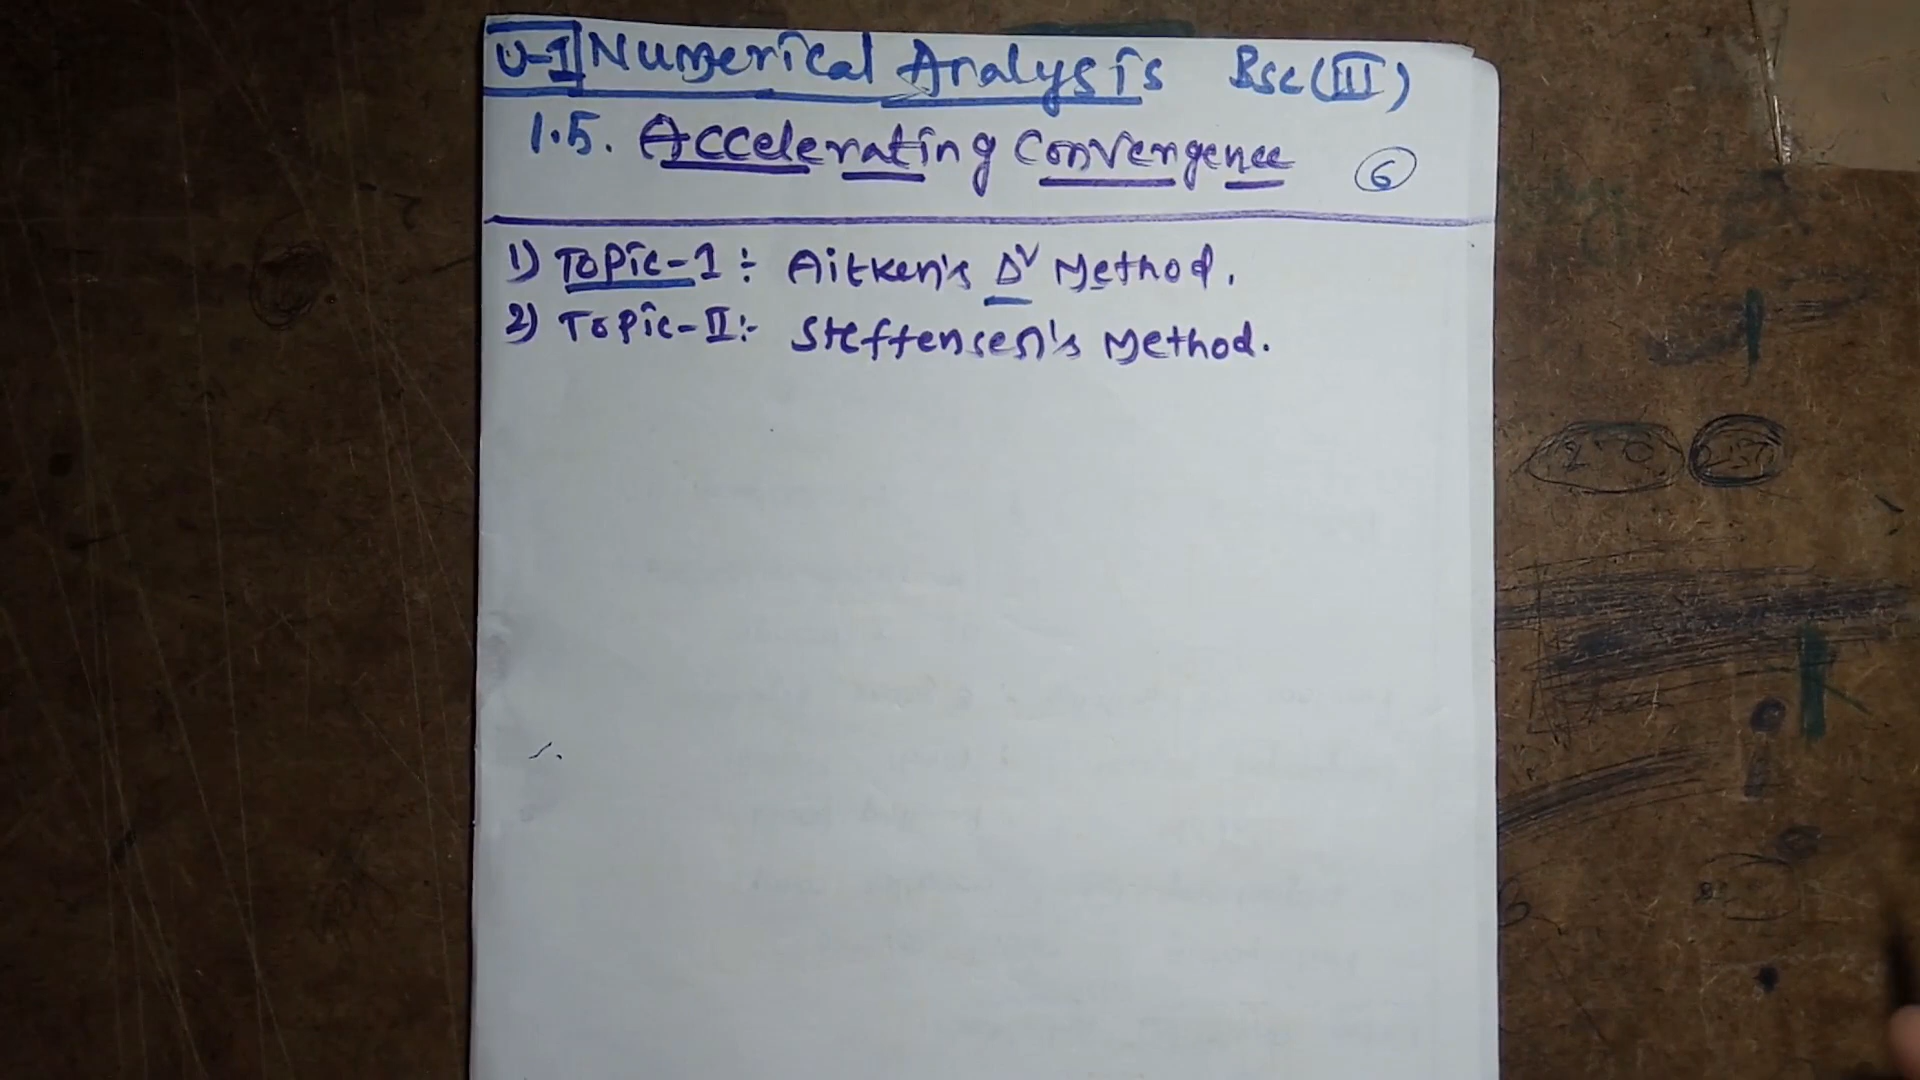 U-1 Numerical Analysis Bsc (III)
1.5. Accelerating Convergence 6
1) Topic-1 :- Aitken's Δ² Method.
2) Topic-II :- Steffensen's Method.